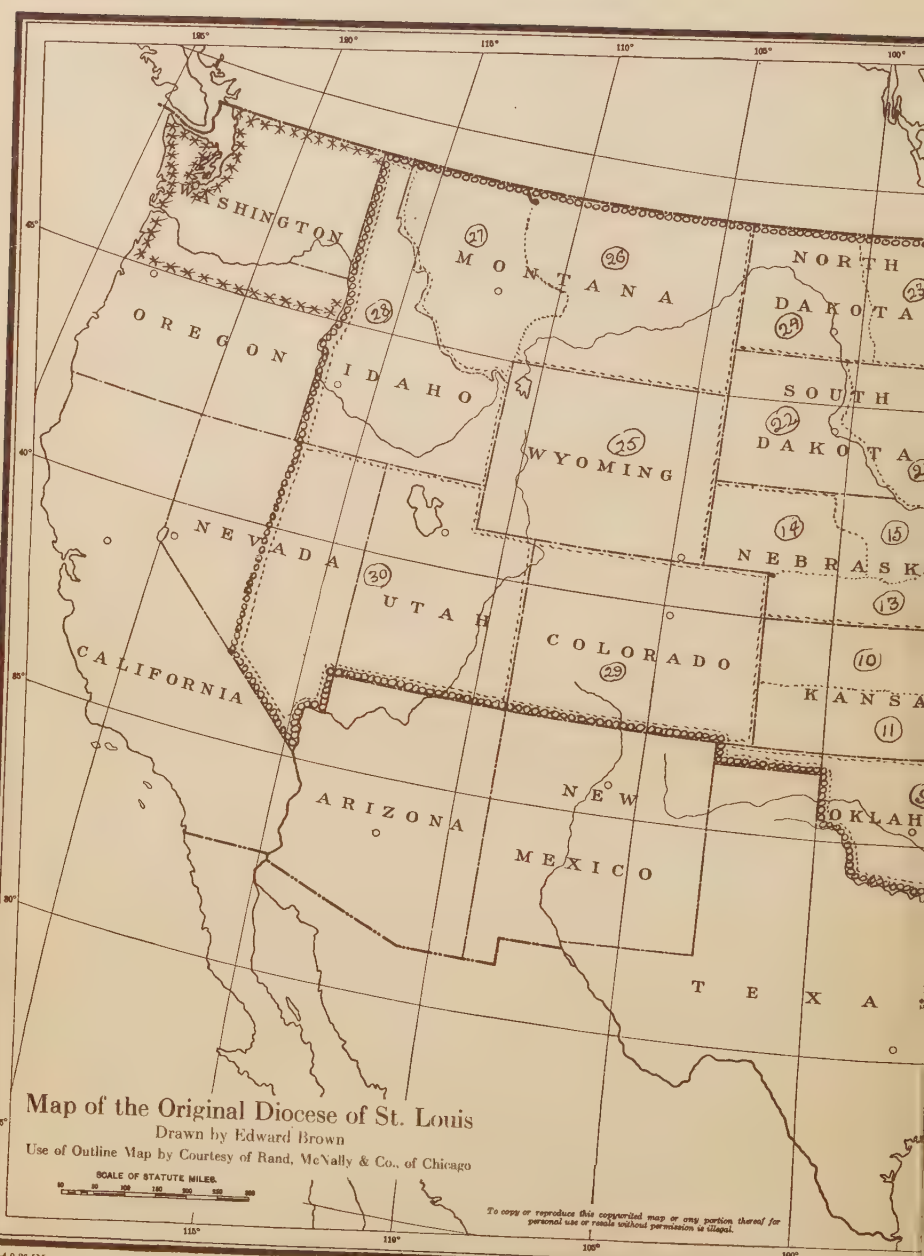 125° 120° 115° 110° 105° 100°
45°
40°
35°
30°
WASHINGTON
OREGON
IDAHO
MONTANA
NORTH
DAKOTA
SOUTH
DAKOTA
WYOMING
NEBRASK
NEVADA
UTAH
COLORADO
KANSA
CALIFORNIA
ARIZONA
NEW
MEXICO
OKLAH
TEXA
27
26
23
28
24
22
25
14
15
13
30
29
10
11
Map of the Original Diocese of St. Louis
Drawn by Edward Brown
Use of Outline Map by Courtesy of Rand, McNally & Co., of Chicago
SCALE OF STATUTE MILES.
To copy or reproduce this copyrighted map or any portion thereof for
personal use or resale without permission is illegal.
115° 110° 105° 100°